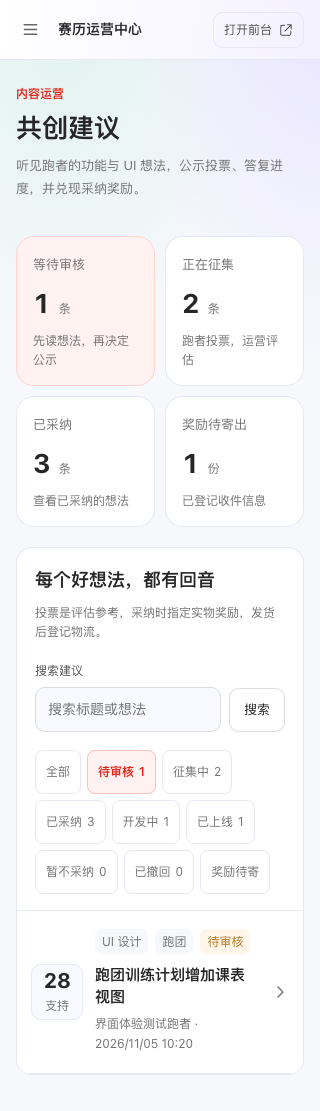 赛历运营中心
打开前台
内容运营
共创建议
听见跑者的功能与 UI 想法，公示投票、答复进
度，并兑现采纳奖励。
等待审核
1 条
先读想法，再决定
公示
正在征集
2 条
跑者投票，运营评
估
已采纳
3 条
查看已采纳的想法
奖励待寄出
1 份
已登记收件信息
每个好想法，都有回音
投票是评估参考，采纳时指定实物奖励，发货
后登记物流。
搜索建议
搜索标题或想法
搜索
全部 待审核 1 征集中 2
已采纳 3 开发中 1 已上线 1
暂不采纳 0 已撤回 0 奖励待寄
UI 设计 跑团 待审核
28
支持
跑团训练计划增加课表
视图
界面体验测试跑者 ·
2026/11/05 10:20